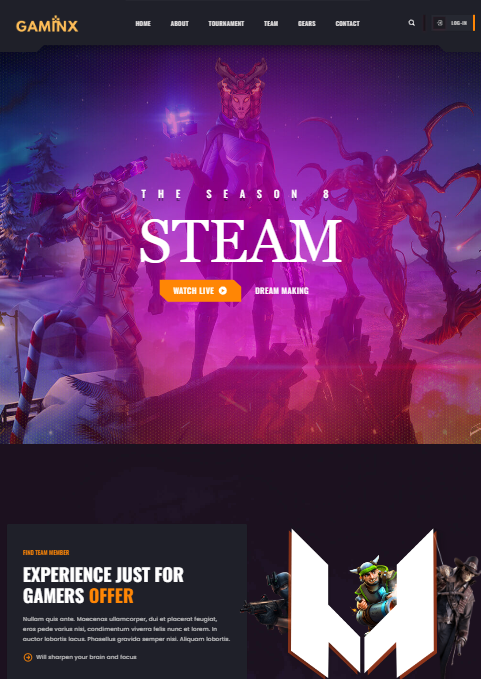 GAMINX
HOME ABOUT TOURNAMENT TEAM GEARS CONTACT LOG-IN
THE SEASON 8
STEAM
WATCH LIVE DREAM MAKING
FIND TEAM MEMBER
EXPERIENCE JUST FOR
GAMERS OFFER
Nullam quis ante. Maecenas ullamcorper, dui et placerat feugiat,
eros pede varius nisi, condimentum viverra felis nunc et lorem. In
auctor lobortis lacus. Phasellus gravida semper nisi. Aliquam lobortis.
Will sharpen your brain and focus